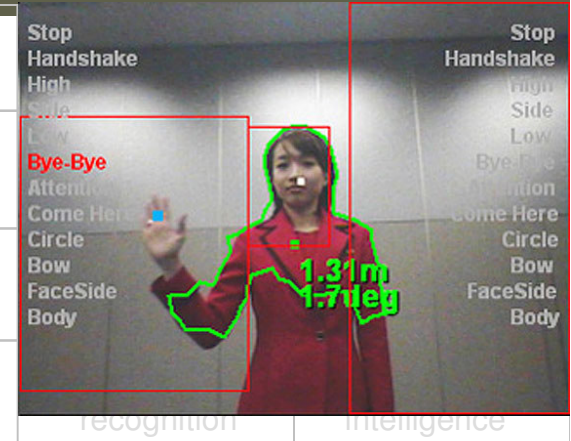 Stop
Handshake
High
Side
Low
Bye-Bye
Attention
Come Here
Circle
Bow
FaceSide
Body
Stop
Handshake
High
Side
Low
Bye-Bye
Attention
Come Here
Circle
Bow
FaceSide
Body
1.31m
1.7deg
recognition
intelligence